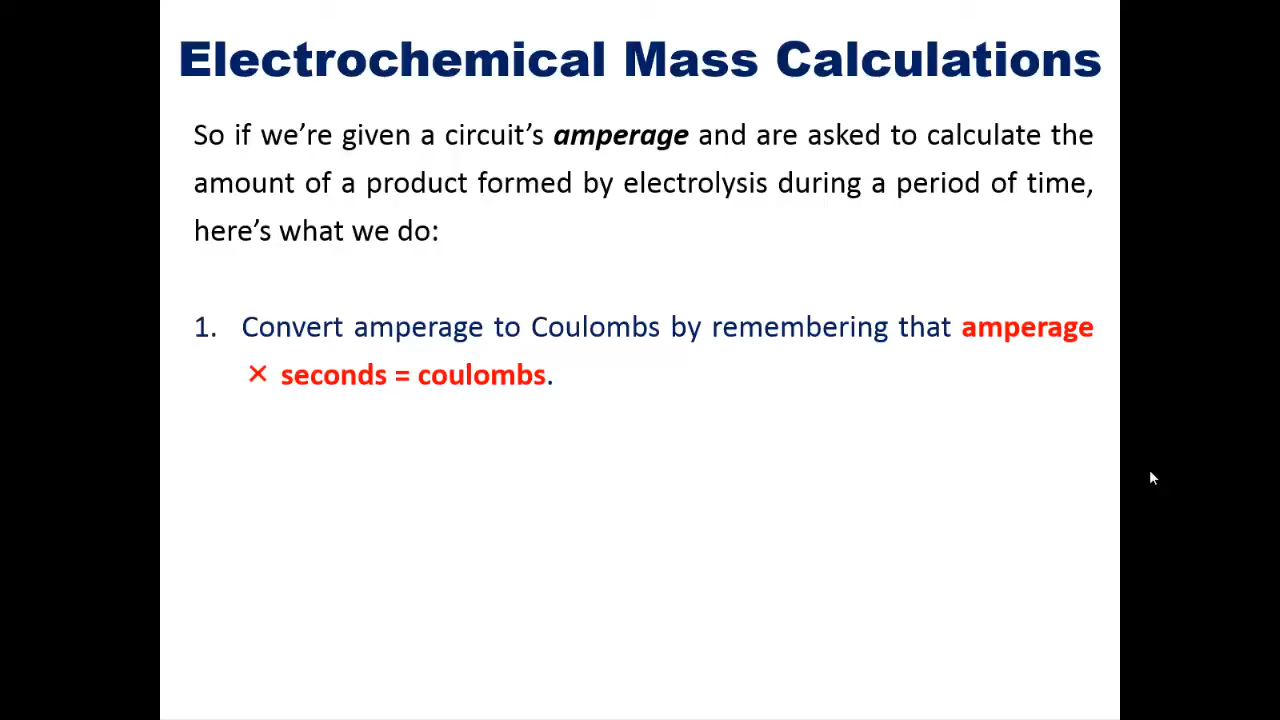 Electrochemical Mass Calculations
So if we’re given a circuit’s amperage and are asked to calculate the
amount of a product formed by electrolysis during a period of time,
here’s what we do:
1. Convert amperage to Coulombs by remembering that amperage
× seconds = coulombs.